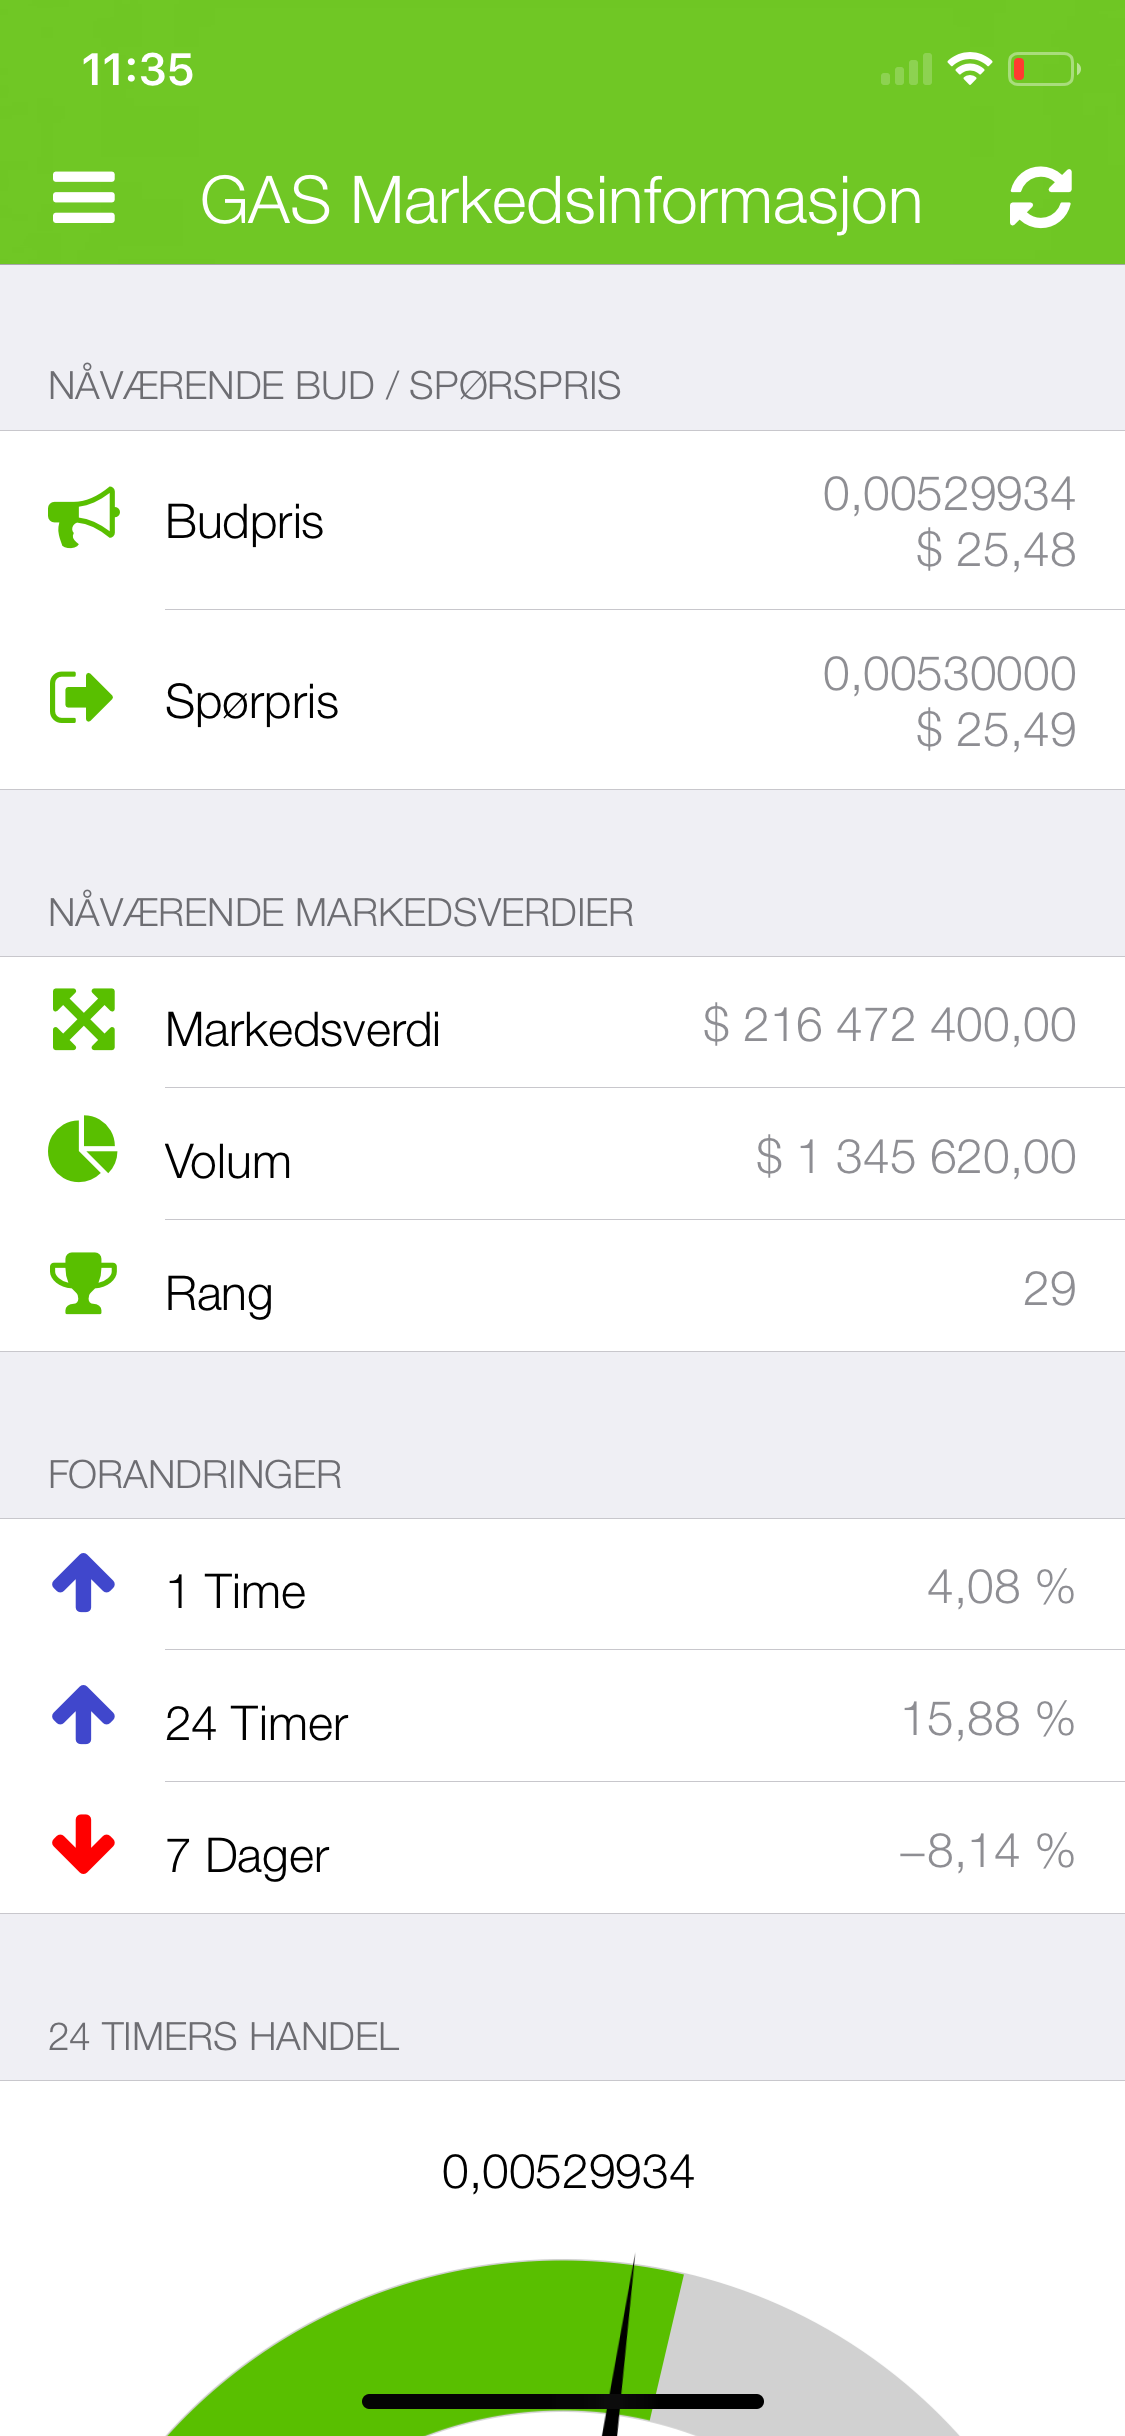 11:35
GAS Markedsinformasjon
NÅVÆRENDE BUD / SPØRSPRIS
Budpris
0,00529934
$ 25,48
Spørpris
0,00530000
$ 25,49
NÅVÆRENDE MARKEDSVERDIER
Markedsverdi $ 216 472 400,00
Volum $ 1 345 620,00
Rang 29
FORANDRINGER
1 Time 4,08 %
24 Timer 15,88 %
7 Dager –8,14 %
24 TIMERS HANDEL
0,00529934